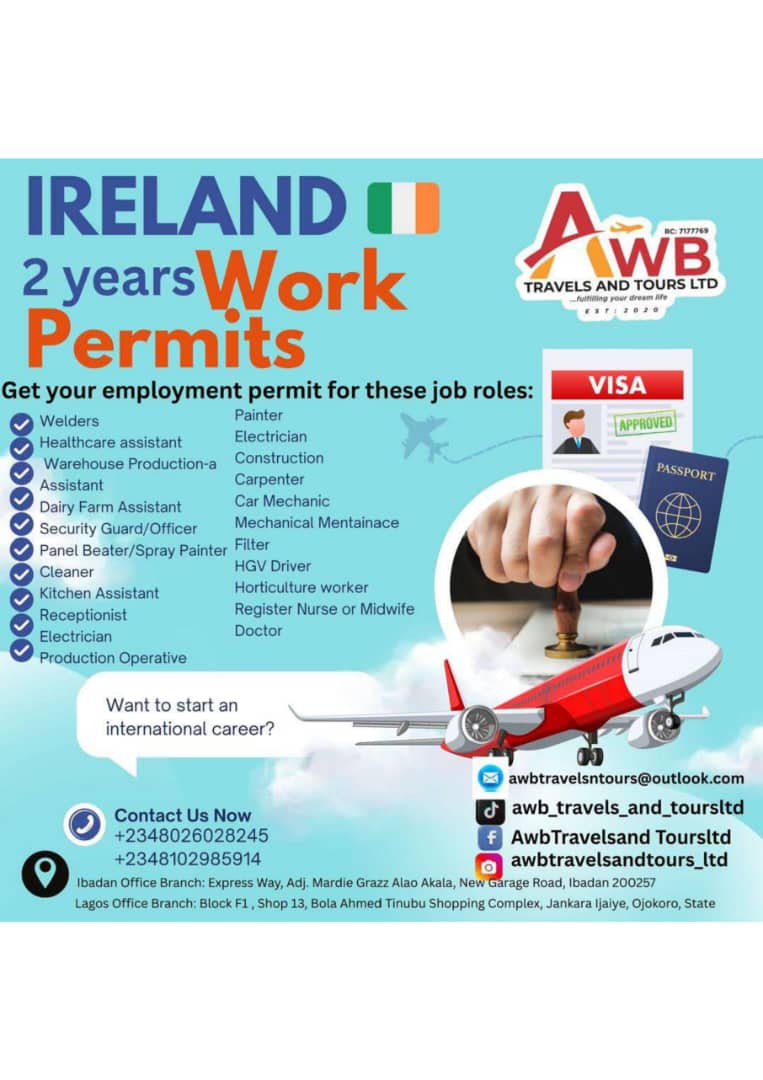 IRELAND
2 years Work
Permits
RC: 7177769
AWB
TRAVELS AND TOURS LTD
...fulfilling your dream life
EST: 2020
Get your employment permit for these job roles:
Welders
Healthcare assistant
Warehouse Production-a
Assistant
Dairy Farm Assistant
Security Guard/Officer
Panel Beater/Spray Painter
Cleaner
Kitchen Assistant
Receptionist
Electrician
Production Operative
Painter
Electrician
Construction
Carpenter
Car Mechanic
Mechanical Mentainace
Filter
HGV Driver
Horticulture worker
Register Nurse or Midwife
Doctor
VISA
APPROVED
PASSPORT
Want to start an
international career?
awbtravelsntours@outlook.com
awb_travels_and_toursltd
AwbTravelsand Toursltd
awbtravelsandtours_ltd
Contact Us Now
+2348026028245
+2348102985914
Ibadan Office Branch: Express Way, Adj. Mardie Grazz Alao Akala, New Garage Road, Ibadan 200257
Lagos Office Branch: Block F1 , Shop 13, Bola Ahmed Tinubu Shopping Complex, Jankara Ijaiye, Ojokoro, State